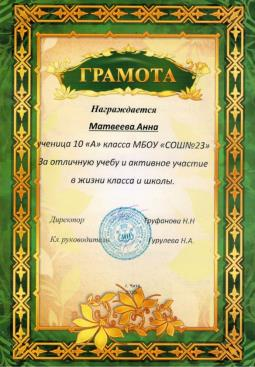 ГРАМОТА
Награждается
Матвеева Анна
ученица 10 «А» класса МБОУ «СОШ№23»
За отличную учебу и активное участие
в жизни класса и школы.
Директор Труфанова Н.Н
Кл. руководитель Гурулева Н.А.
г. Чита